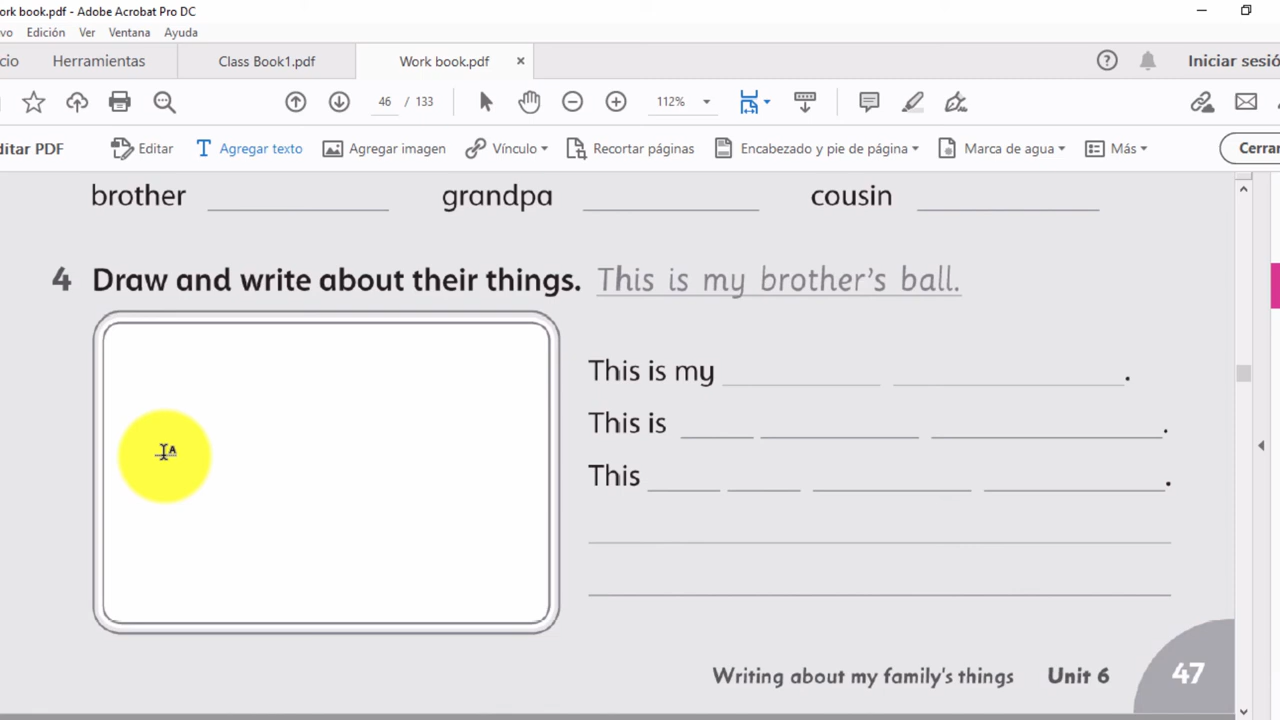 ork book.pdf - Adobe Acrobat Pro DC
vo Edición Ver Ventana Ayuda
cio Herramientas Class Book1.pdf Work book.pdf ×
Iniciar sesió
46 / 133 112%
ditar PDF Editar Agregar texto Agregar imagen Vínculo Recortar páginas Encabezado y pie de página Marca de agua Más Cerrar
brother grandpa cousin
4 Draw and write about their things. This is my brother's ball.
This is my .
This is .
This .
Writing about my family's things Unit 6 47